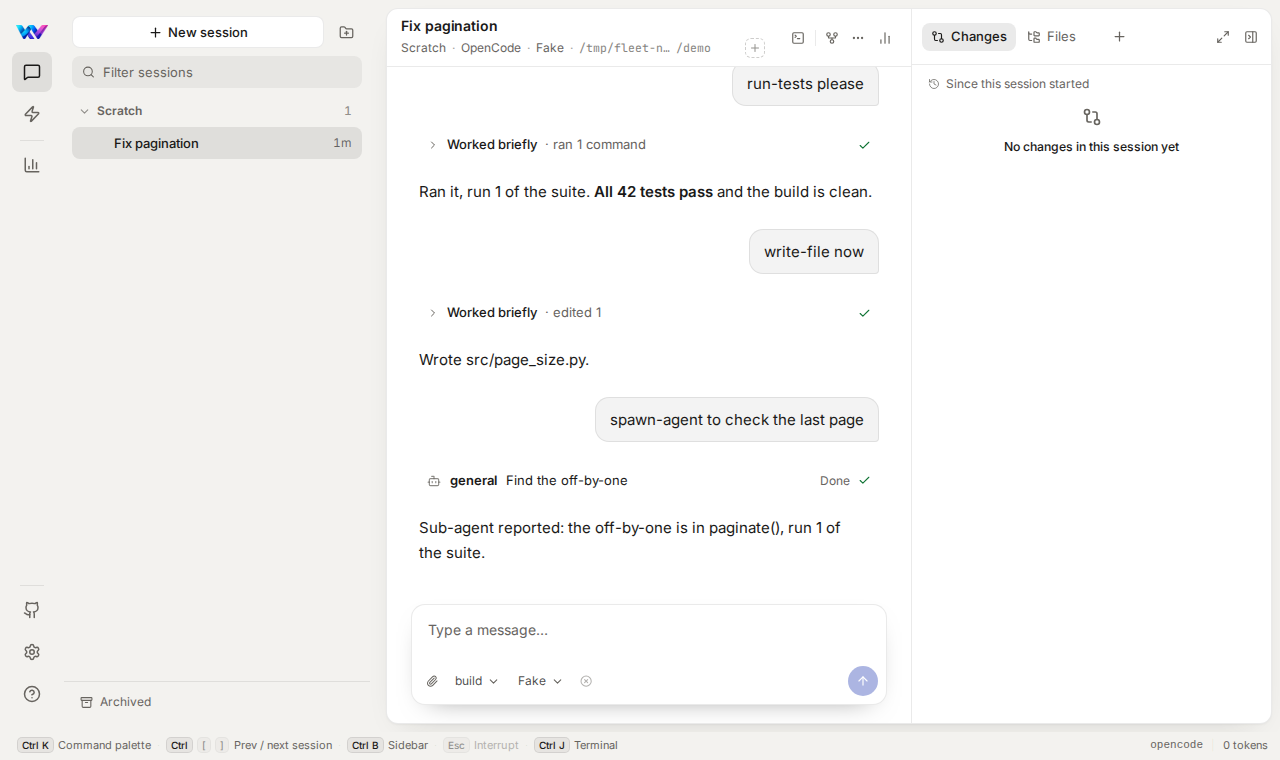 New session
Filter sessions
Scratch 1
Fix pagination 1m
Archived
Fix pagination
Scratch · OpenCode · Fake · /tmp/fleet-n… /demo
run-tests please
Worked briefly · ran 1 command
Ran it, run 1 of the suite. All 42 tests pass and the build is clean.
write-file now
Worked briefly · edited 1
Wrote src/page_size.py.
spawn-agent to check the last page
general Find the off-by-one Done
Sub-agent reported: the off-by-one is in paginate(), run 1 of
the suite.
Type a message...
build Fake
Changes Files
Since this session started
No changes in this session yet
Ctrl K Command palette Ctrl [ ] Prev / next session Ctrl B Sidebar Esc Interrupt Ctrl J Terminal opencode 0 tokens